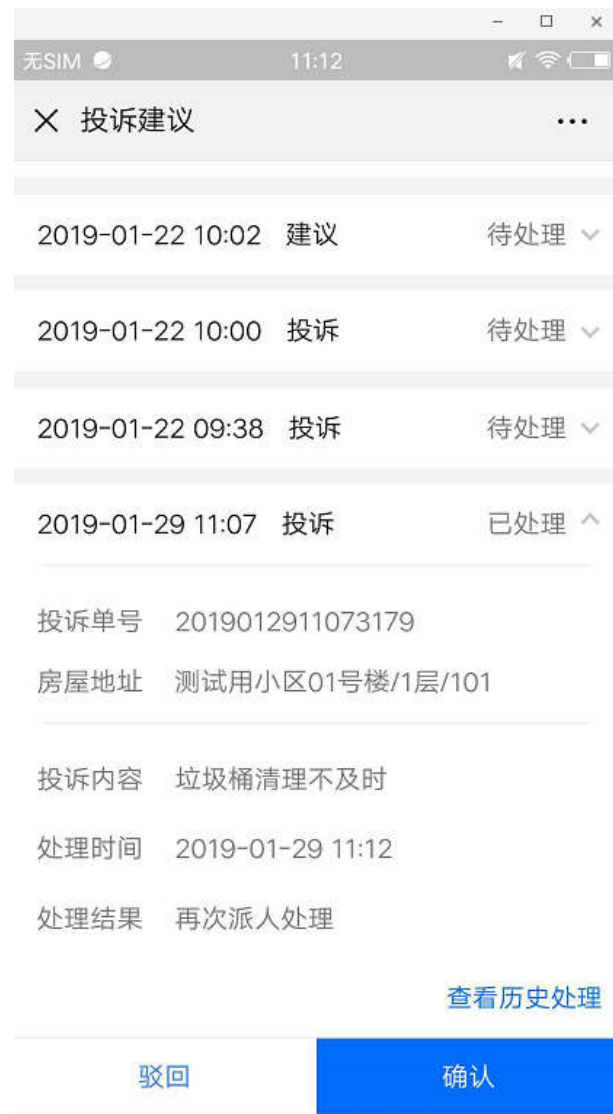 无SIM 11:12
投诉建议
2019-01-22 10:02 建议 待处理
2019-01-22 10:00 投诉 待处理
2019-01-22 09:38 投诉 待处理
2019-01-29 11:07 投诉 已处理
投诉单号 2019012911073179
房屋地址 测试用小区01号楼/1层/101
投诉内容 垃圾桶清理不及时
处理时间 2019-01-29 11:12
处理结果 再次派人处理
查看历史处理
驳回 确认